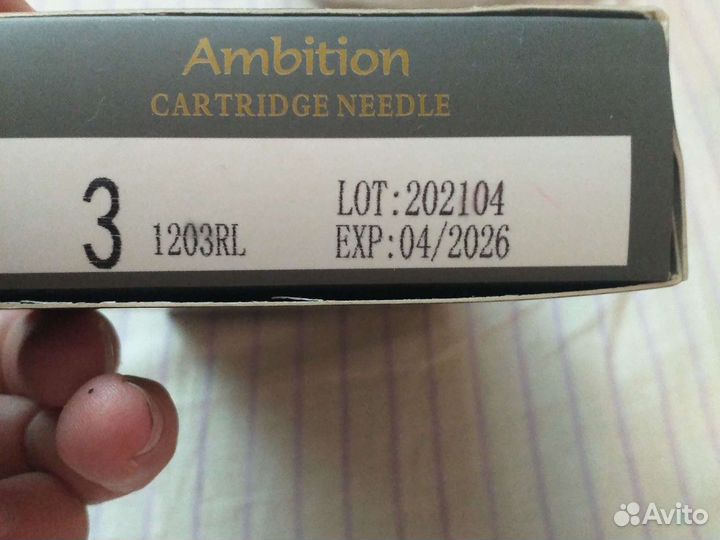 Ambition
CARTRIDGE NEEDLE
3 1203RL
LOT:202104
EXP:04/2026
Avito